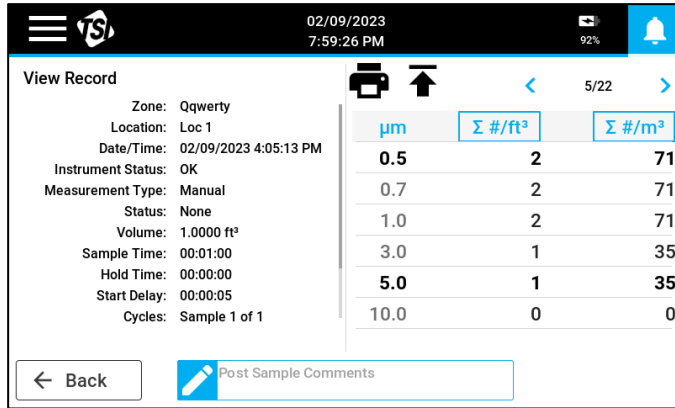 TSI
02/09/2023
7:59:26 PM
92%
View Record
Zone: Qqwerty
Location: Loc 1
Date/Time: 02/09/2023 4:05:13 PM
Instrument Status: OK
Measurement Type: Manual
Status: None
Volume: 1.0000 ft³
Sample Time: 00:01:00
Hold Time: 00:00:00
Start Delay: 00:00:05
Cycles: Sample 1 of 1
5/22
µm Σ #/ft³ Σ #/m³
0.5 2 71
0.7 2 71
1.0 2 71
3.0 1 35
5.0 1 35
10.0 0 0
Back
Post Sample Comments